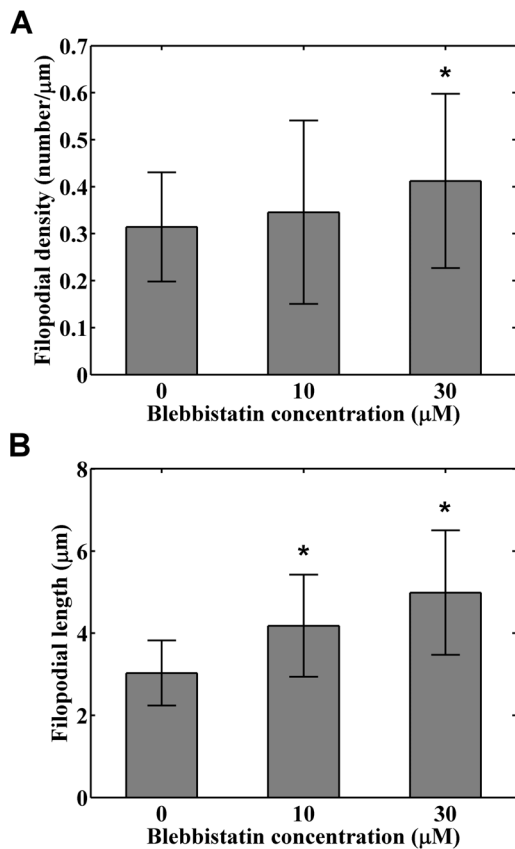 A
0.7
0.6
0.5
0.4
0.3
0.2
0.1
0
Filopodial density (number/μm)
*
0 10 30
Blebbistatin concentration (μM)
B
8
6
4
2
0
Filopodial length (μm)
* *
0 10 30
Blebbistatin concentration (μM)